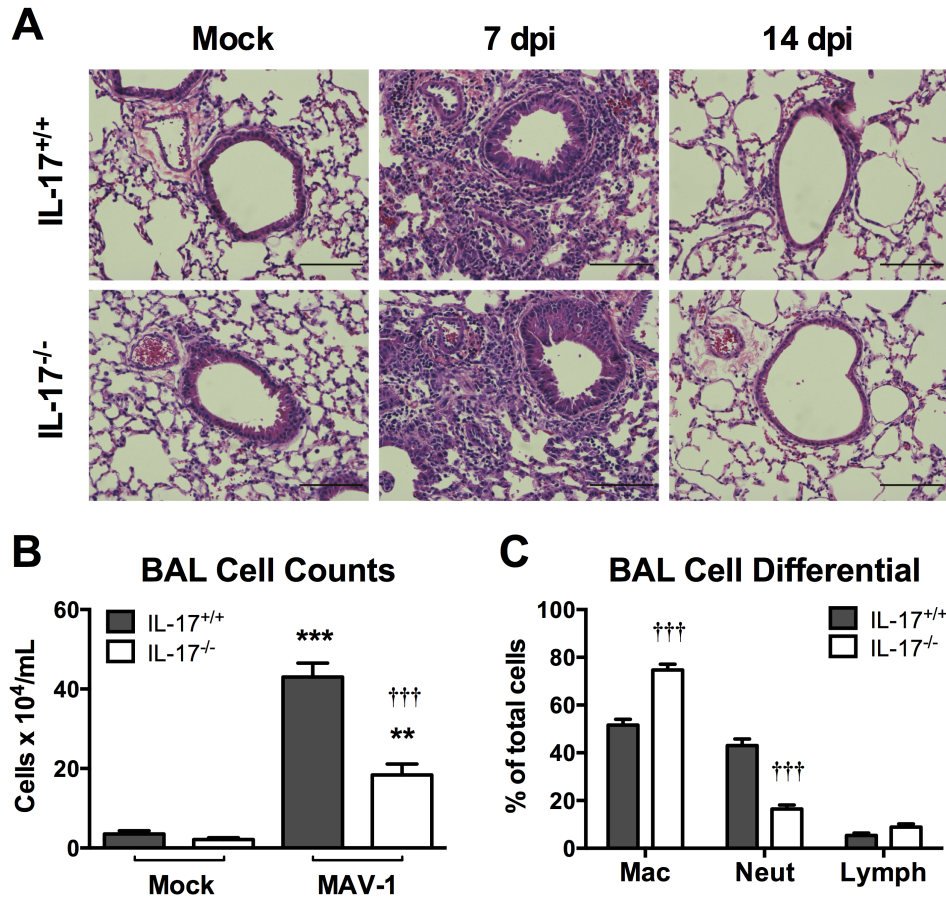 A
Mock 7 dpi 14 dpi
IL-17+/+
IL-17-/-
B
BAL Cell Counts
60
40
20
0
Cells x 10⁴/mL
IL-17+/+
IL-17-/-
***
†††
**
Mock MAV-1
C
BAL Cell Differential
100
80
60
40
20
0
% of total cells
IL-17+/+
IL-17-/-
†††
†††
Mac Neut Lymph